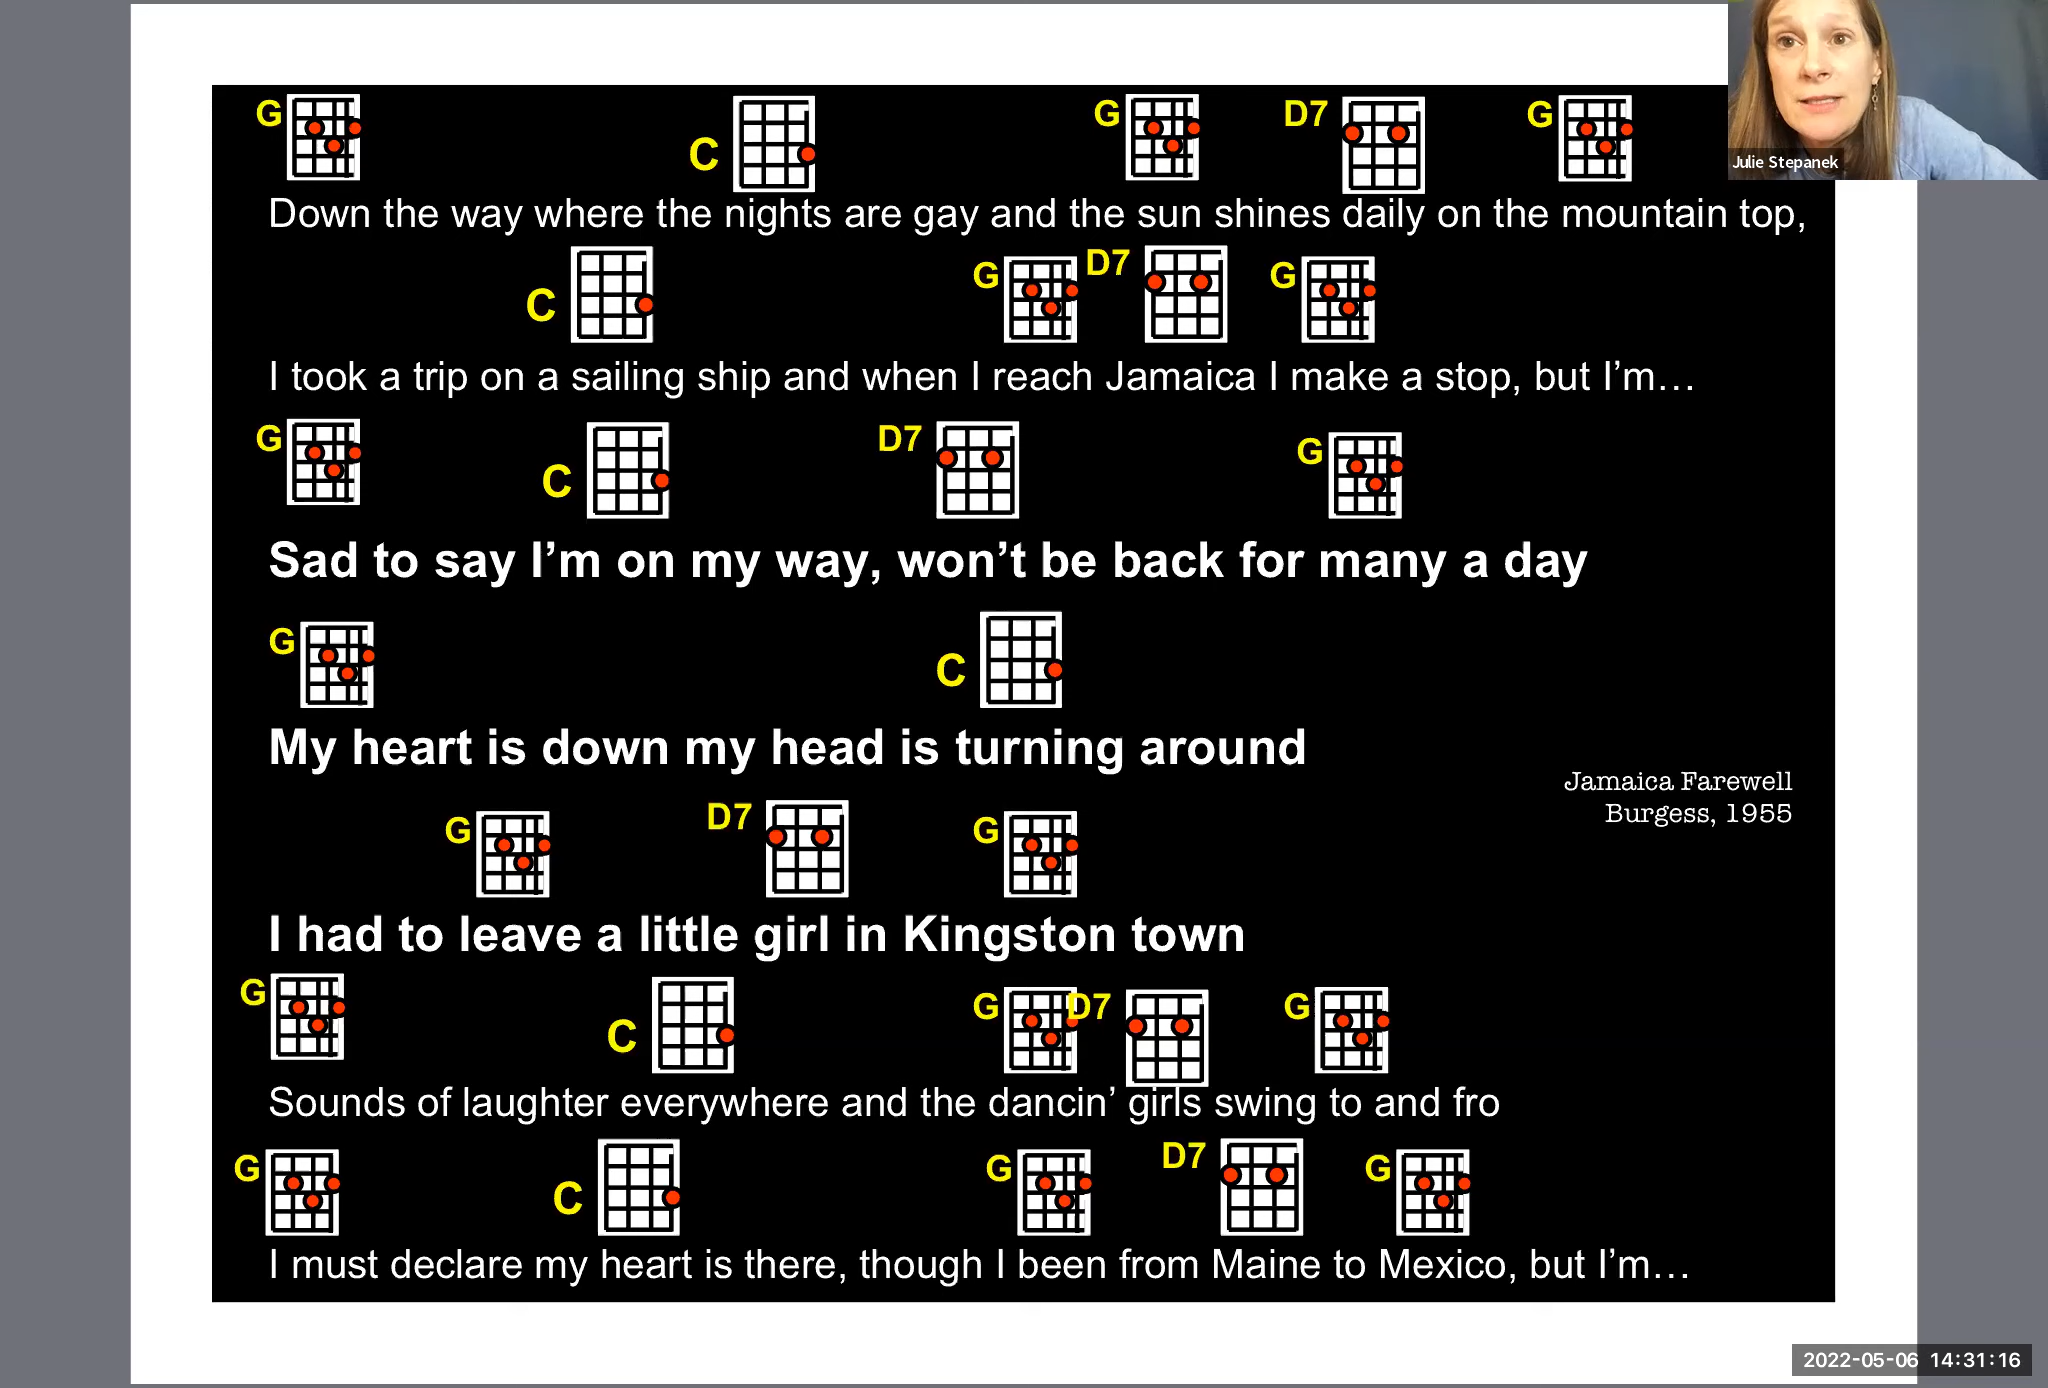 G C G D7 G
Julie Stepanek
Down the way where the nights are gay and the sun shines daily on the mountain top,
C G D7 G
I took a trip on a sailing ship and when I reach Jamaica I make a stop, but I’m…
G C D7 G
Sad to say I’m on my way, won’t be back for many a day
G C
My heart is down my head is turning around
Jamaica Farewell
Burgess, 1955
G D7 G
I had to leave a little girl in Kingston town
G C G D7 G
Sounds of laughter everywhere and the dancin’ girls swing to and fro
G C G D7 G
I must declare my heart is there, though I been from Maine to Mexico, but I’m…
2022-05-06 14:31:16